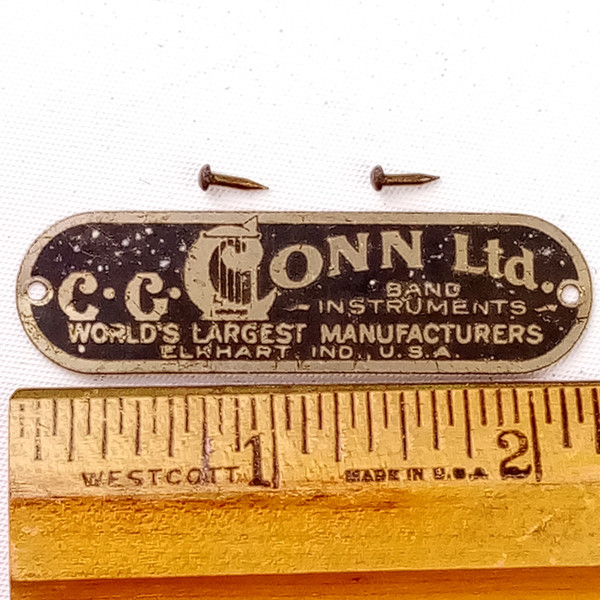 C.G. CONN Ltd.
BAND
INSTRUMENTS
WORLD'S LARGEST MANUFACTURERS
ELKHART, IND., U.S.A.
1 2
WESTCOTT MADE IN U.S.A